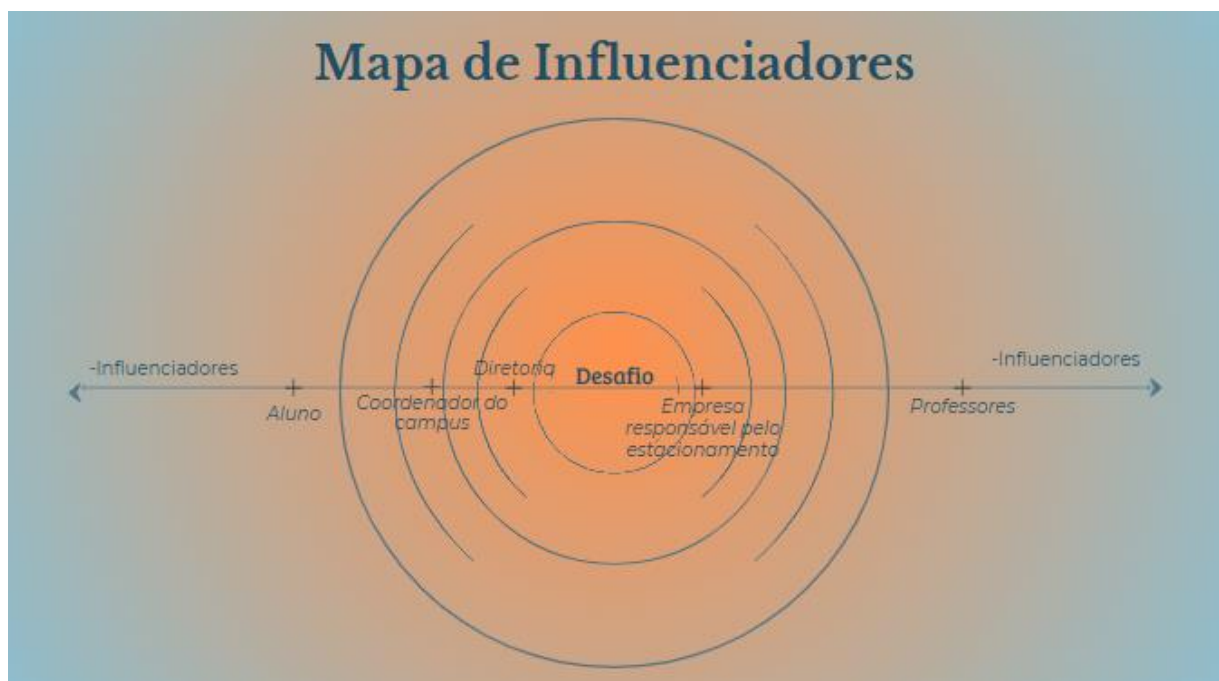 Mapa de Influenciadores
-Influenciadores
-Influenciadores
Diretoria
Desafio
Aluno
Coordenador do
campus
Empresa
responsável pelo
estacionamento
Professores